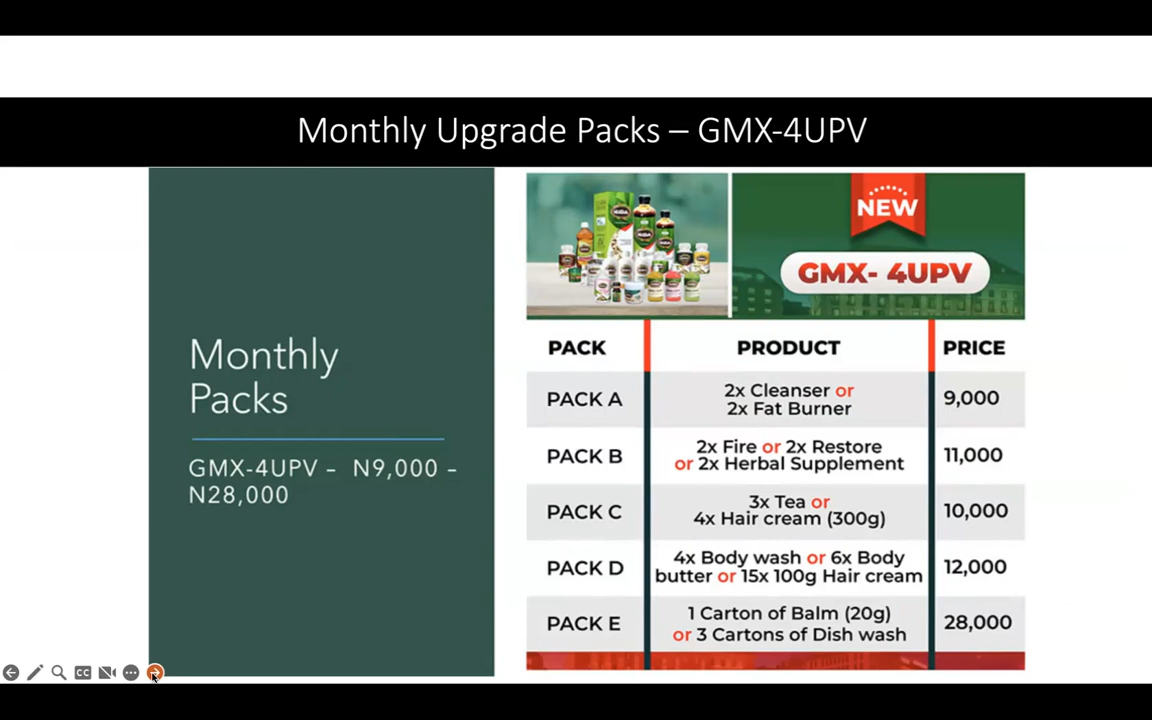 Monthly Upgrade Packs – GMX-4UPV
Monthly
Packs
GMX-4UPV – N9,000 –
N28,000
NEW
GMX- 4UPV
PACK PRODUCT PRICE
PACK A
2x Cleanser or
2x Fat Burner
9,000
PACK B
2x Fire or 2x Restore
or 2x Herbal Supplement
11,000
PACK C
3x Tea or
4x Hair cream (300g)
10,000
PACK D
4x Body wash or 6x Body
butter or 15x 100g Hair cream
12,000
PACK E
1 Carton of Balm (20g)
or 3 Cartons of Dish wash
28,000
CC